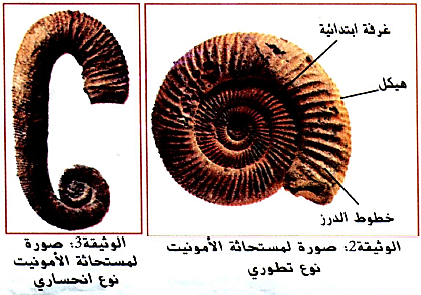 غرفة ابتدائية
هيكل
خطوط الدرز
الوثيقة2: صورة لمستحاثة الأمونيت
نوع تطوري
الوثيقة3: صورة
لمستحاثة الأمونيت
نوع انحساري